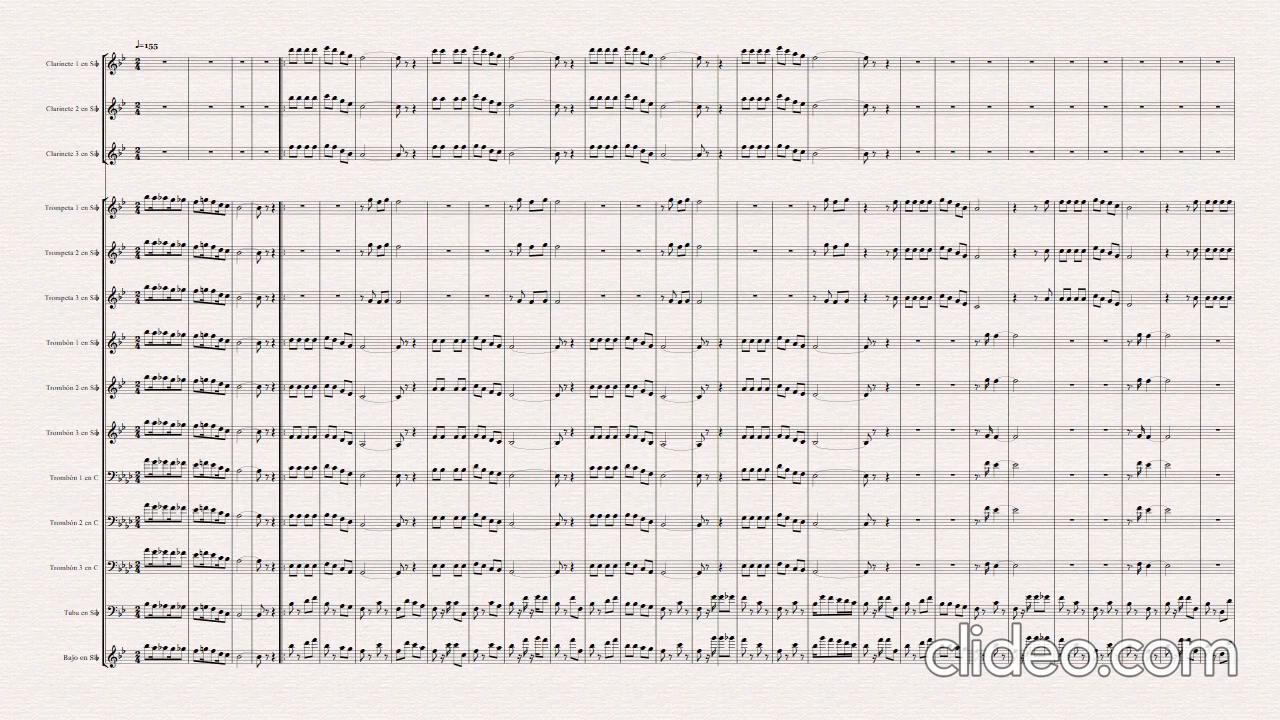 ♩=155
Clarinete 1 en Si♭
Clarinete 2 en Si♭
Clarinete 3 en Si♭
Trompeta 1 en Si♭
Trompeta 2 en Si♭
Trompeta 3 en Si♭
Trombón 1 en Si♭
Trombón 2 en Si♭
Trombón 3 en Si♭
Trombón 1 en C
Trombón 2 en C
Trombón 3 en C
Tuba en Si♭
Bajo en Si♭
clideo.com